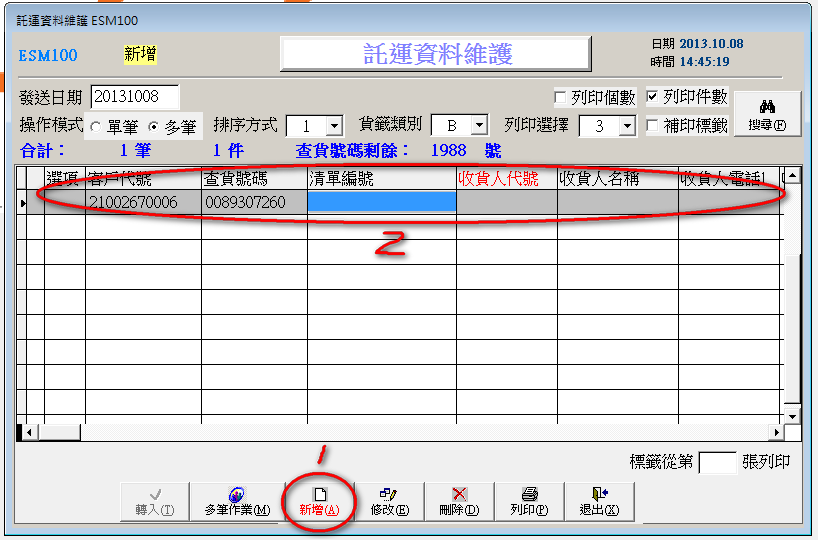 託運資料維護 ESM100
ESM100 新增 託運資料維護 日期 2013.10.08
時間 14:45:19
發送日期 20131008 列印個數 列印件數
操作模式 單筆 多筆 排序方式 1 貨籤類別 B 列印選擇 3 補印標籤 搜尋(F)
合計： 1 筆 1 件 查貨號碼剩餘： 1988 號
選項 客戶代號 查貨號碼 清單編號 收貨人代號 收貨人名稱 收貨人電話1
21002670006 0089307260
2
1
標籤從第 張列印
轉入(T) 多筆作業(M) 新增(A) 修改(E) 刪除(D) 列印(P) 退出(X)